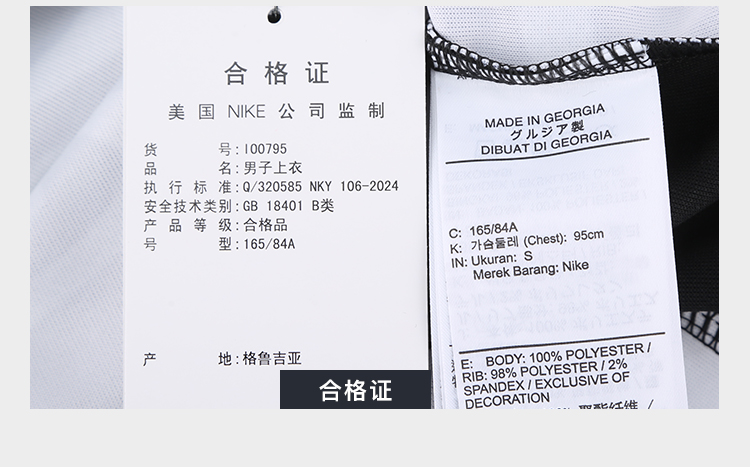 合格证
美国 NIKE 公司监制
货号:IO0795
品名:男子上衣
执行标准:Q/320585 NKY 106-2024
安全技术类别:GB 18401 B类
产品等级:合格品
号型:165/84A
产地:格鲁吉亚
合格证
MADE IN GEORGIA
グルジア製
DIBUAT DI GEORGIA
C: 165/84A
K: 가슴둘레 (Chest): 95cm
IN: Ukuran: S
Merek Barang: Nike
E: BODY: 100% POLYESTER /
RIB: 98% POLYESTER / 2%
SPANDEX / EXCLUSIVE OF
DECORATION